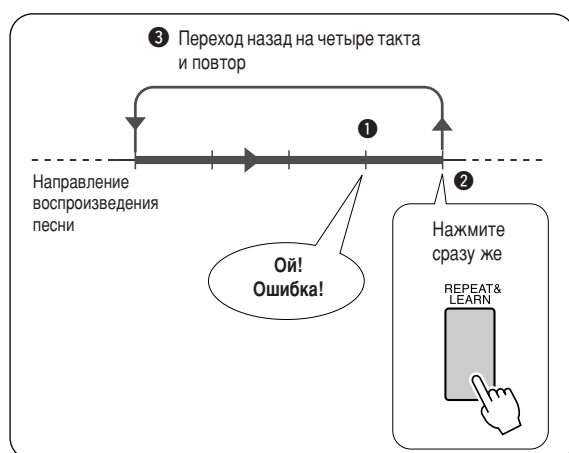 ❸ Переход назад на четыре такта
и повтор
❶
Направление
воспроизведения
песни
❷
Ой!
Ошибка!
Нажмите
сразу же
REPEAT&
LEARN